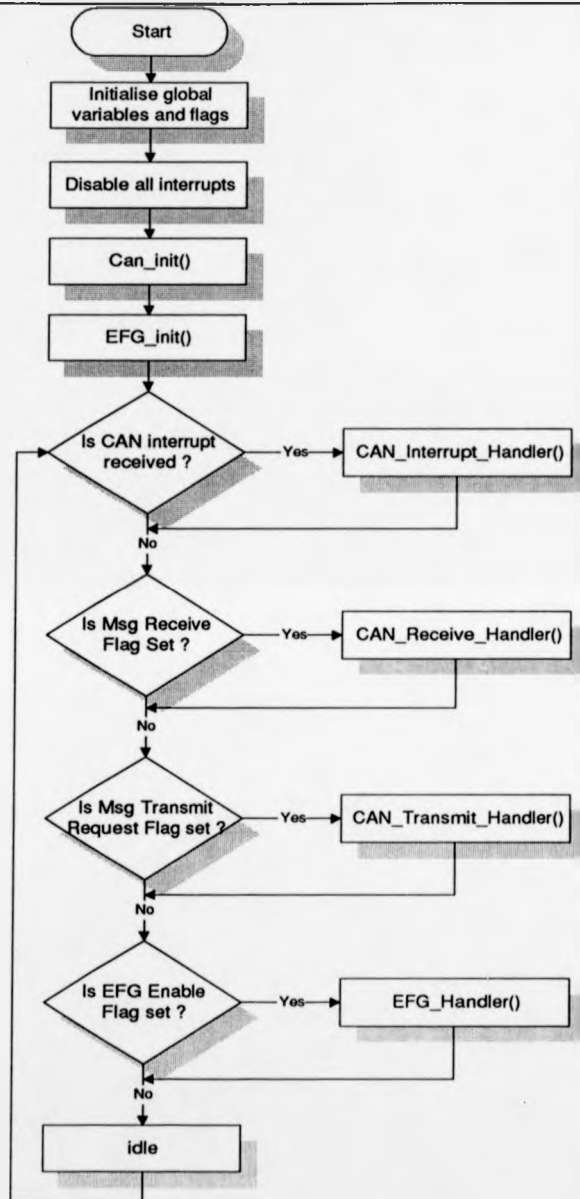 Start
Initialise global
variables and flags
Disable all interrupts
Can_init()
EFG_init()
Is CAN interrupt
received ?
Yes
CAN_Interrupt_Handler()
No
Is Msg Receive
Flag Set ?
Yes
CAN_Receive_Handler()
No
Is Msg Transmit
Request Flag set ?
Yes
CAN_Transmit_Handler()
No
Is EFG Enable
Flag set ?
Yes
EFG_Handler()
No
idle